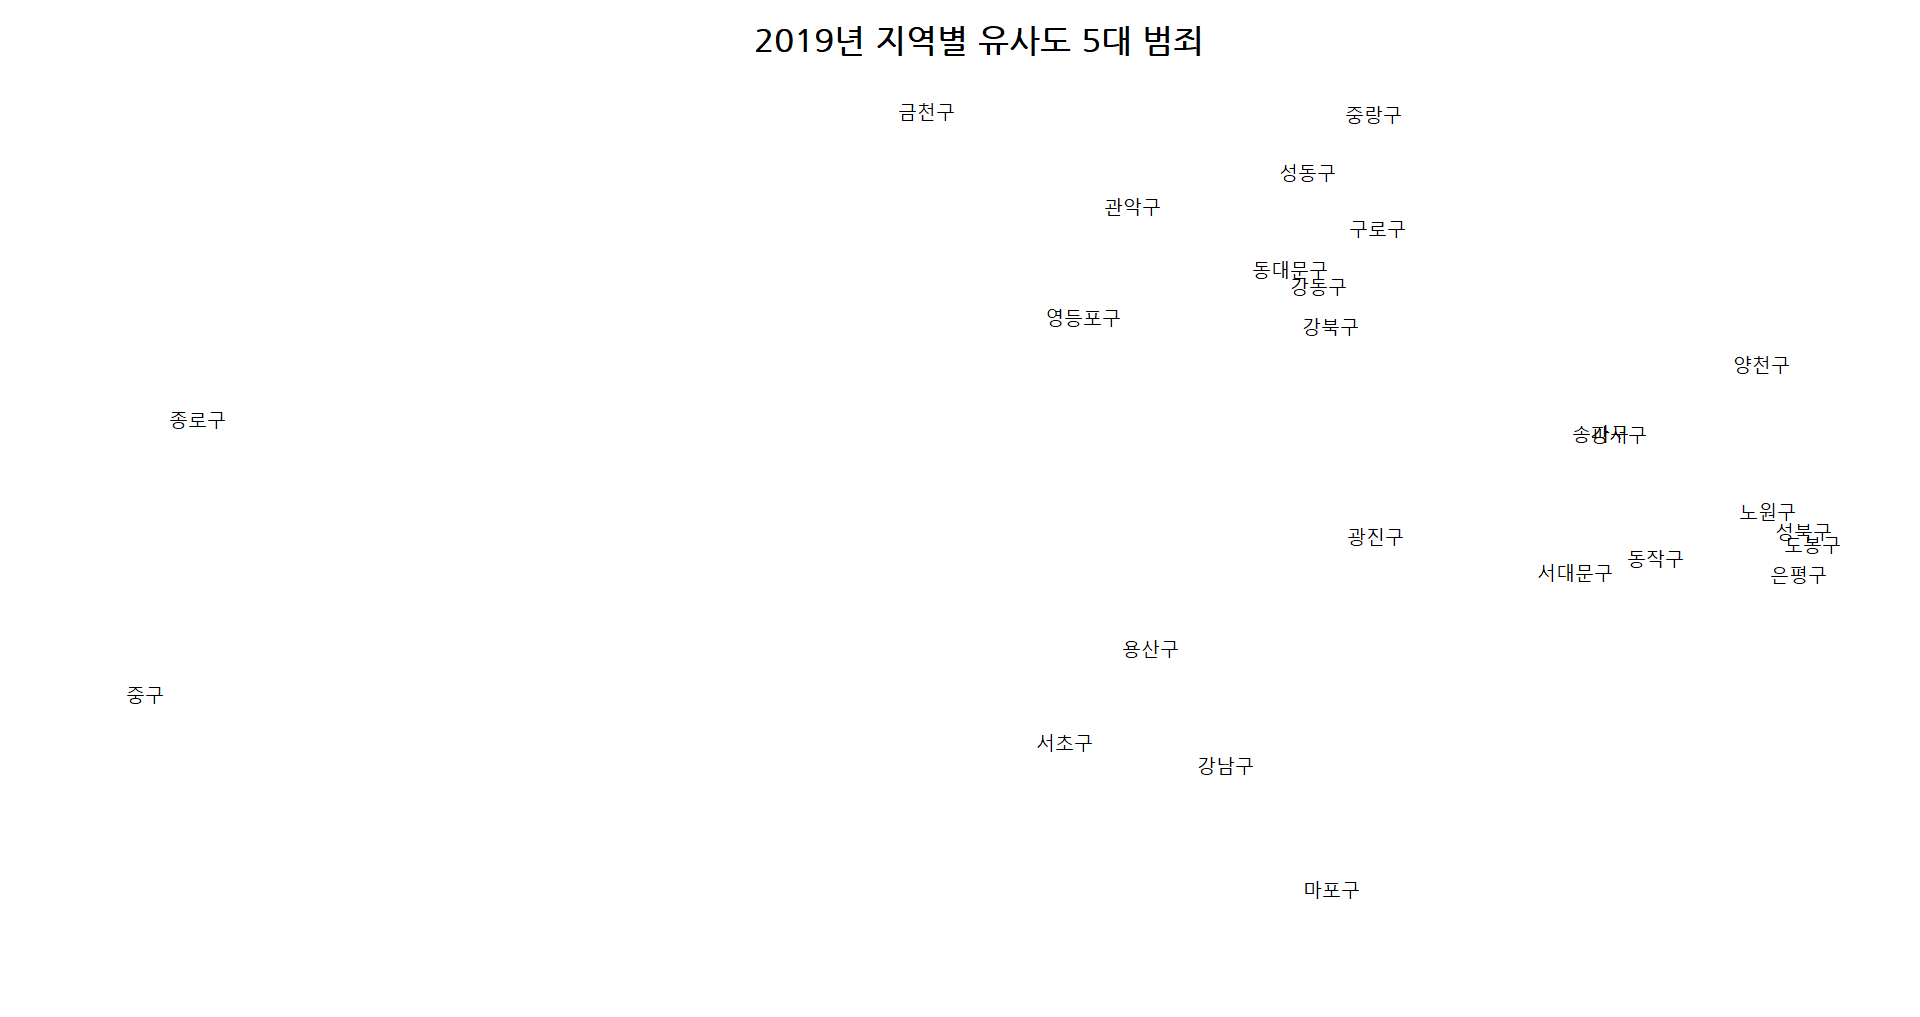 2019년 지역별 유사도 5대 범죄
금천구
중랑구
성동구
관악구
구로구
동대문구
강동구
영등포구
강북구
양천구
종로구
송파구
강서구
노원구
성북구
광진구
도봉구
동작구
서대문구
은평구
용산구
중구
서초구
강남구
마포구